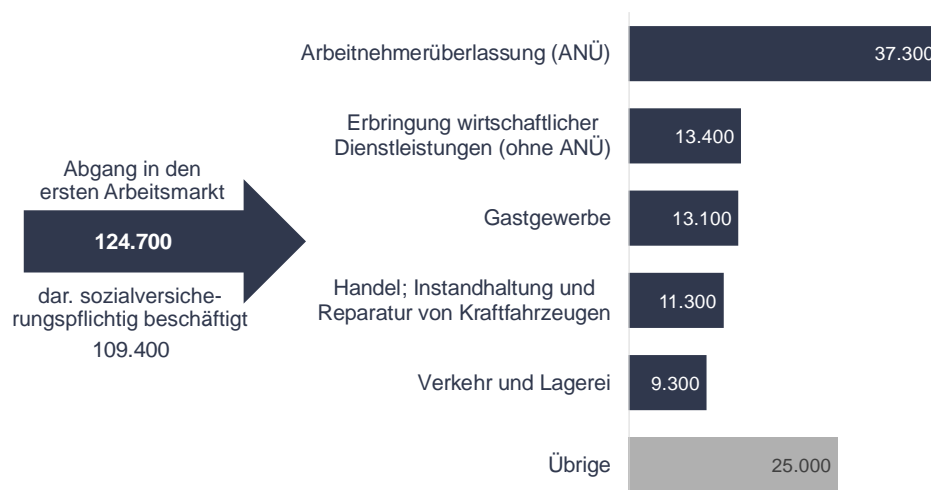 Abgang in den
ersten Arbeitsmarkt
124.700
dar. sozialversiche-
rungspflichtig beschäftigt
109.400
Arbeitnehmerüberlassung (ANÜ)
37.300
Erbringung wirtschaftlicher
Dienstleistungen (ohne ANÜ)
13.400
Gastgewerbe
13.100
Handel; Instandhaltung und
Reparatur von Kraftfahrzeugen
11.300
Verkehr und Lagerei
9.300
Übrige
25.000